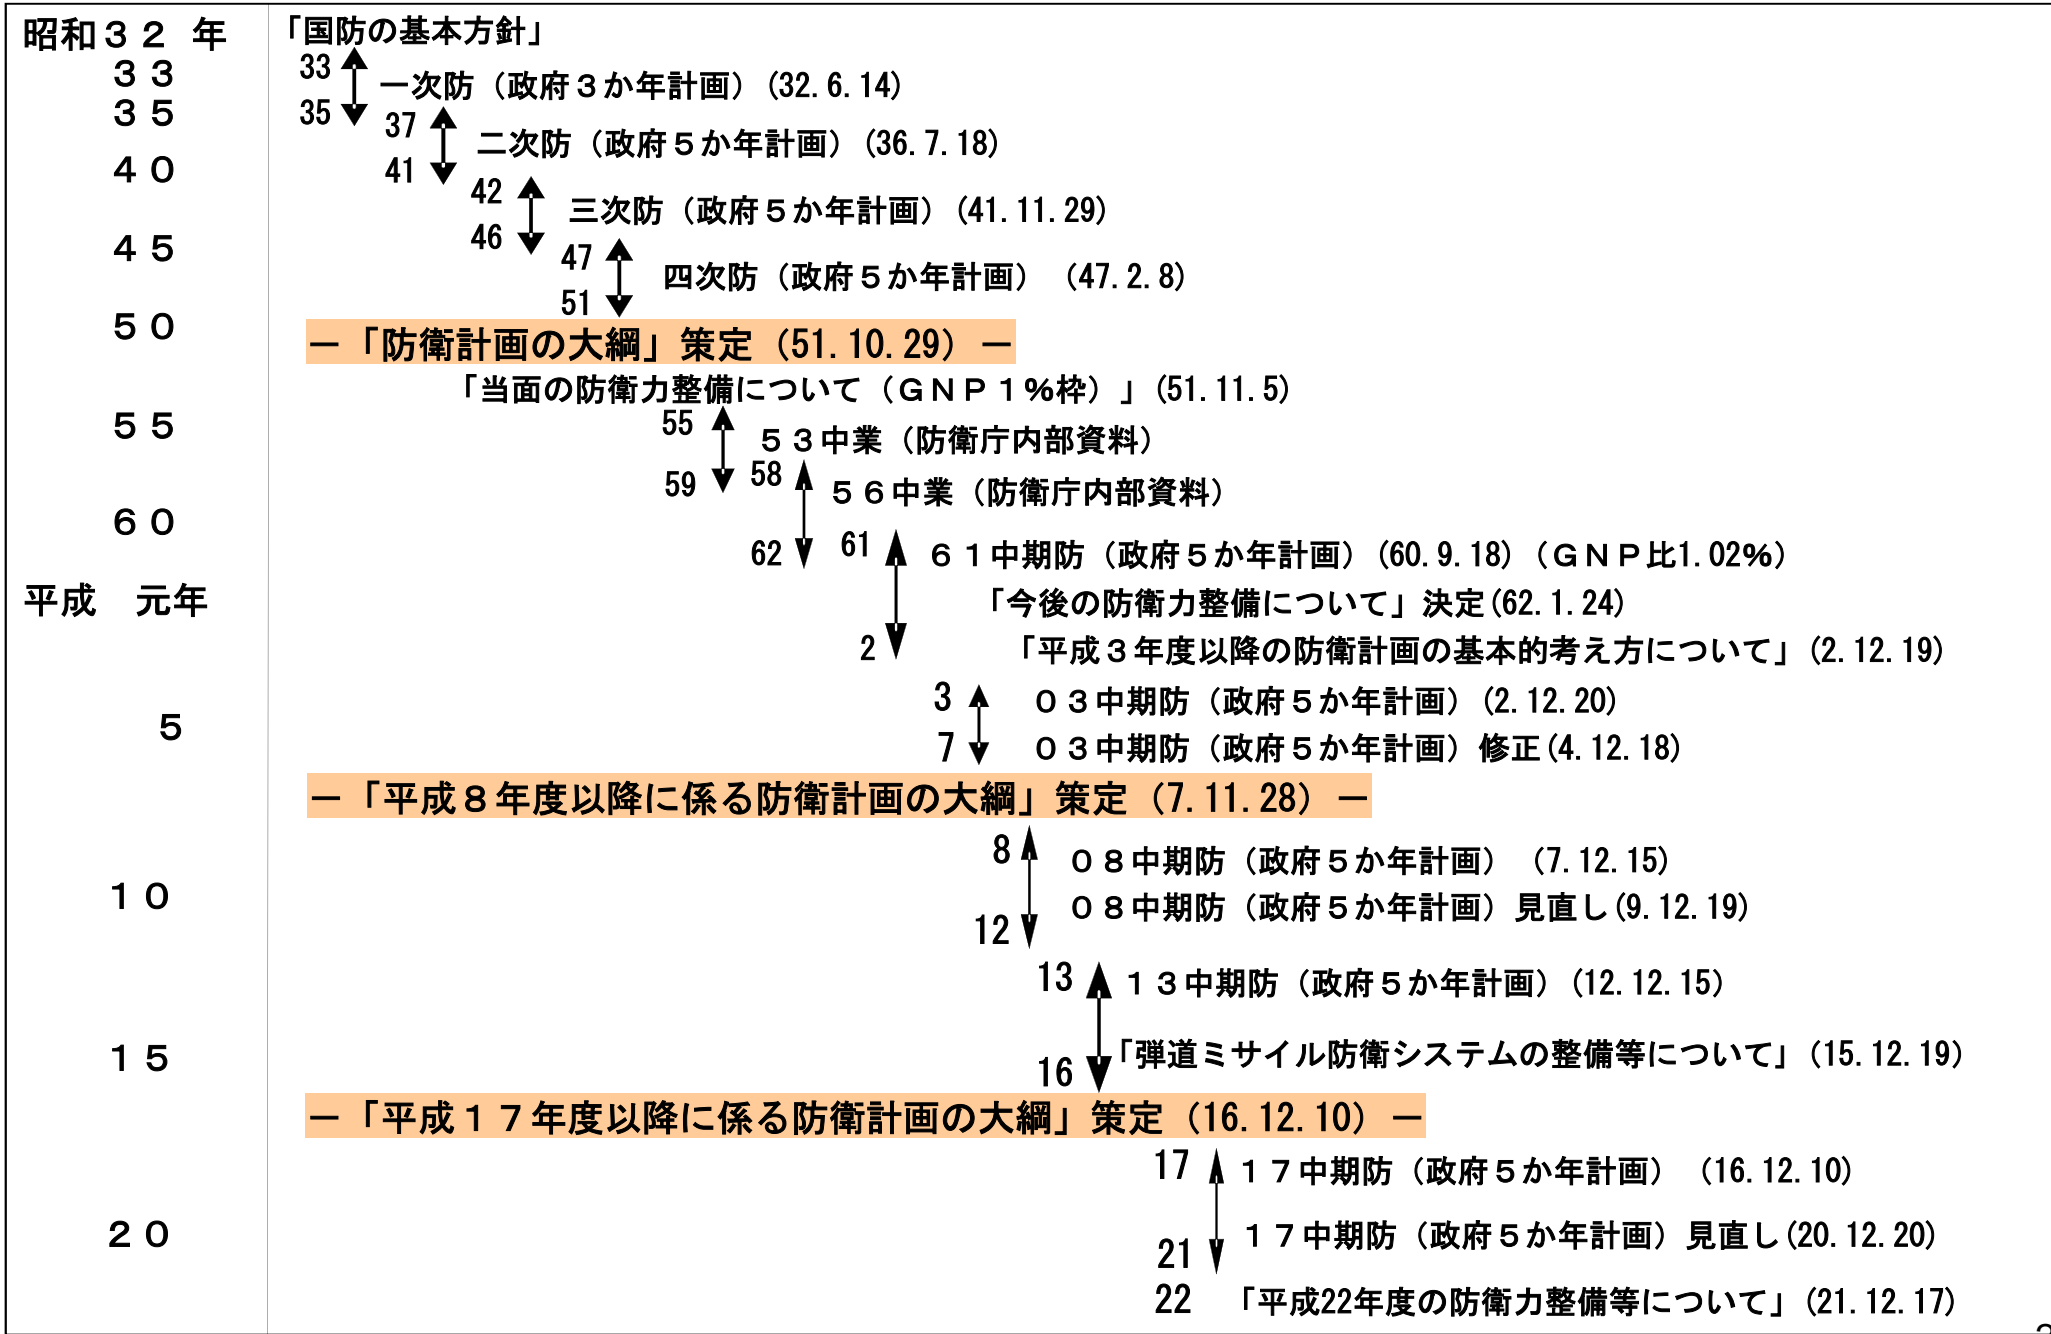 昭和３２ 年 「国防の基本方針」
３３ 33
一次防（政府３か年計画）(32.6.14)
３５ 35
37
二次防（政府５か年計画）(36.7.18)
４０ 41
42
三次防（政府５か年計画）(41.11.29)
46
４５ 47
四次防（政府５か年計画） (47.2.8)
51
５０
－「防衛計画の大綱」策定 (51.10.29) －
「当面の防衛力整備について（ＧＮＰ１％枠）」(51.11.5)
５５ 55
５３中業（防衛庁内部資料）
59
58
５６中業（防衛庁内部資料）
６０
62
61 ６１中期防（政府５か年計画）(60.9.18)（ＧＮＰ比1.02%）
平成 元年 「今後の防衛力整備について」決定(62.1.24)
2 「平成３年度以降の防衛計画の基本的考え方について」(2.12.19)
3 ０３中期防（政府５か年計画）(2.12.20)
５
7 ０３中期防（政府５か年計画）修正(4.12.18)
－「平成８年度以降に係る防衛計画の大綱」策定 (7.11.28) －
8 ０８中期防（政府５か年計画） (7.12.15)
１０ ０８中期防（政府５か年計画）見直し(9.12.19)
12
13 １３中期防（政府５か年計画）(12.12.15)
１５ 「弾道ミサイル防衛システムの整備等について」(15.12.19)
16
－「平成１７年度以降に係る防衛計画の大綱」策定 (16.12.10) －
17 １７中期防（政府５か年計画） (16.12.10)
２０ １７中期防（政府５か年計画）見直し(20.12.20)
21
22 「平成22年度の防衛力整備等について」(21.12.17)